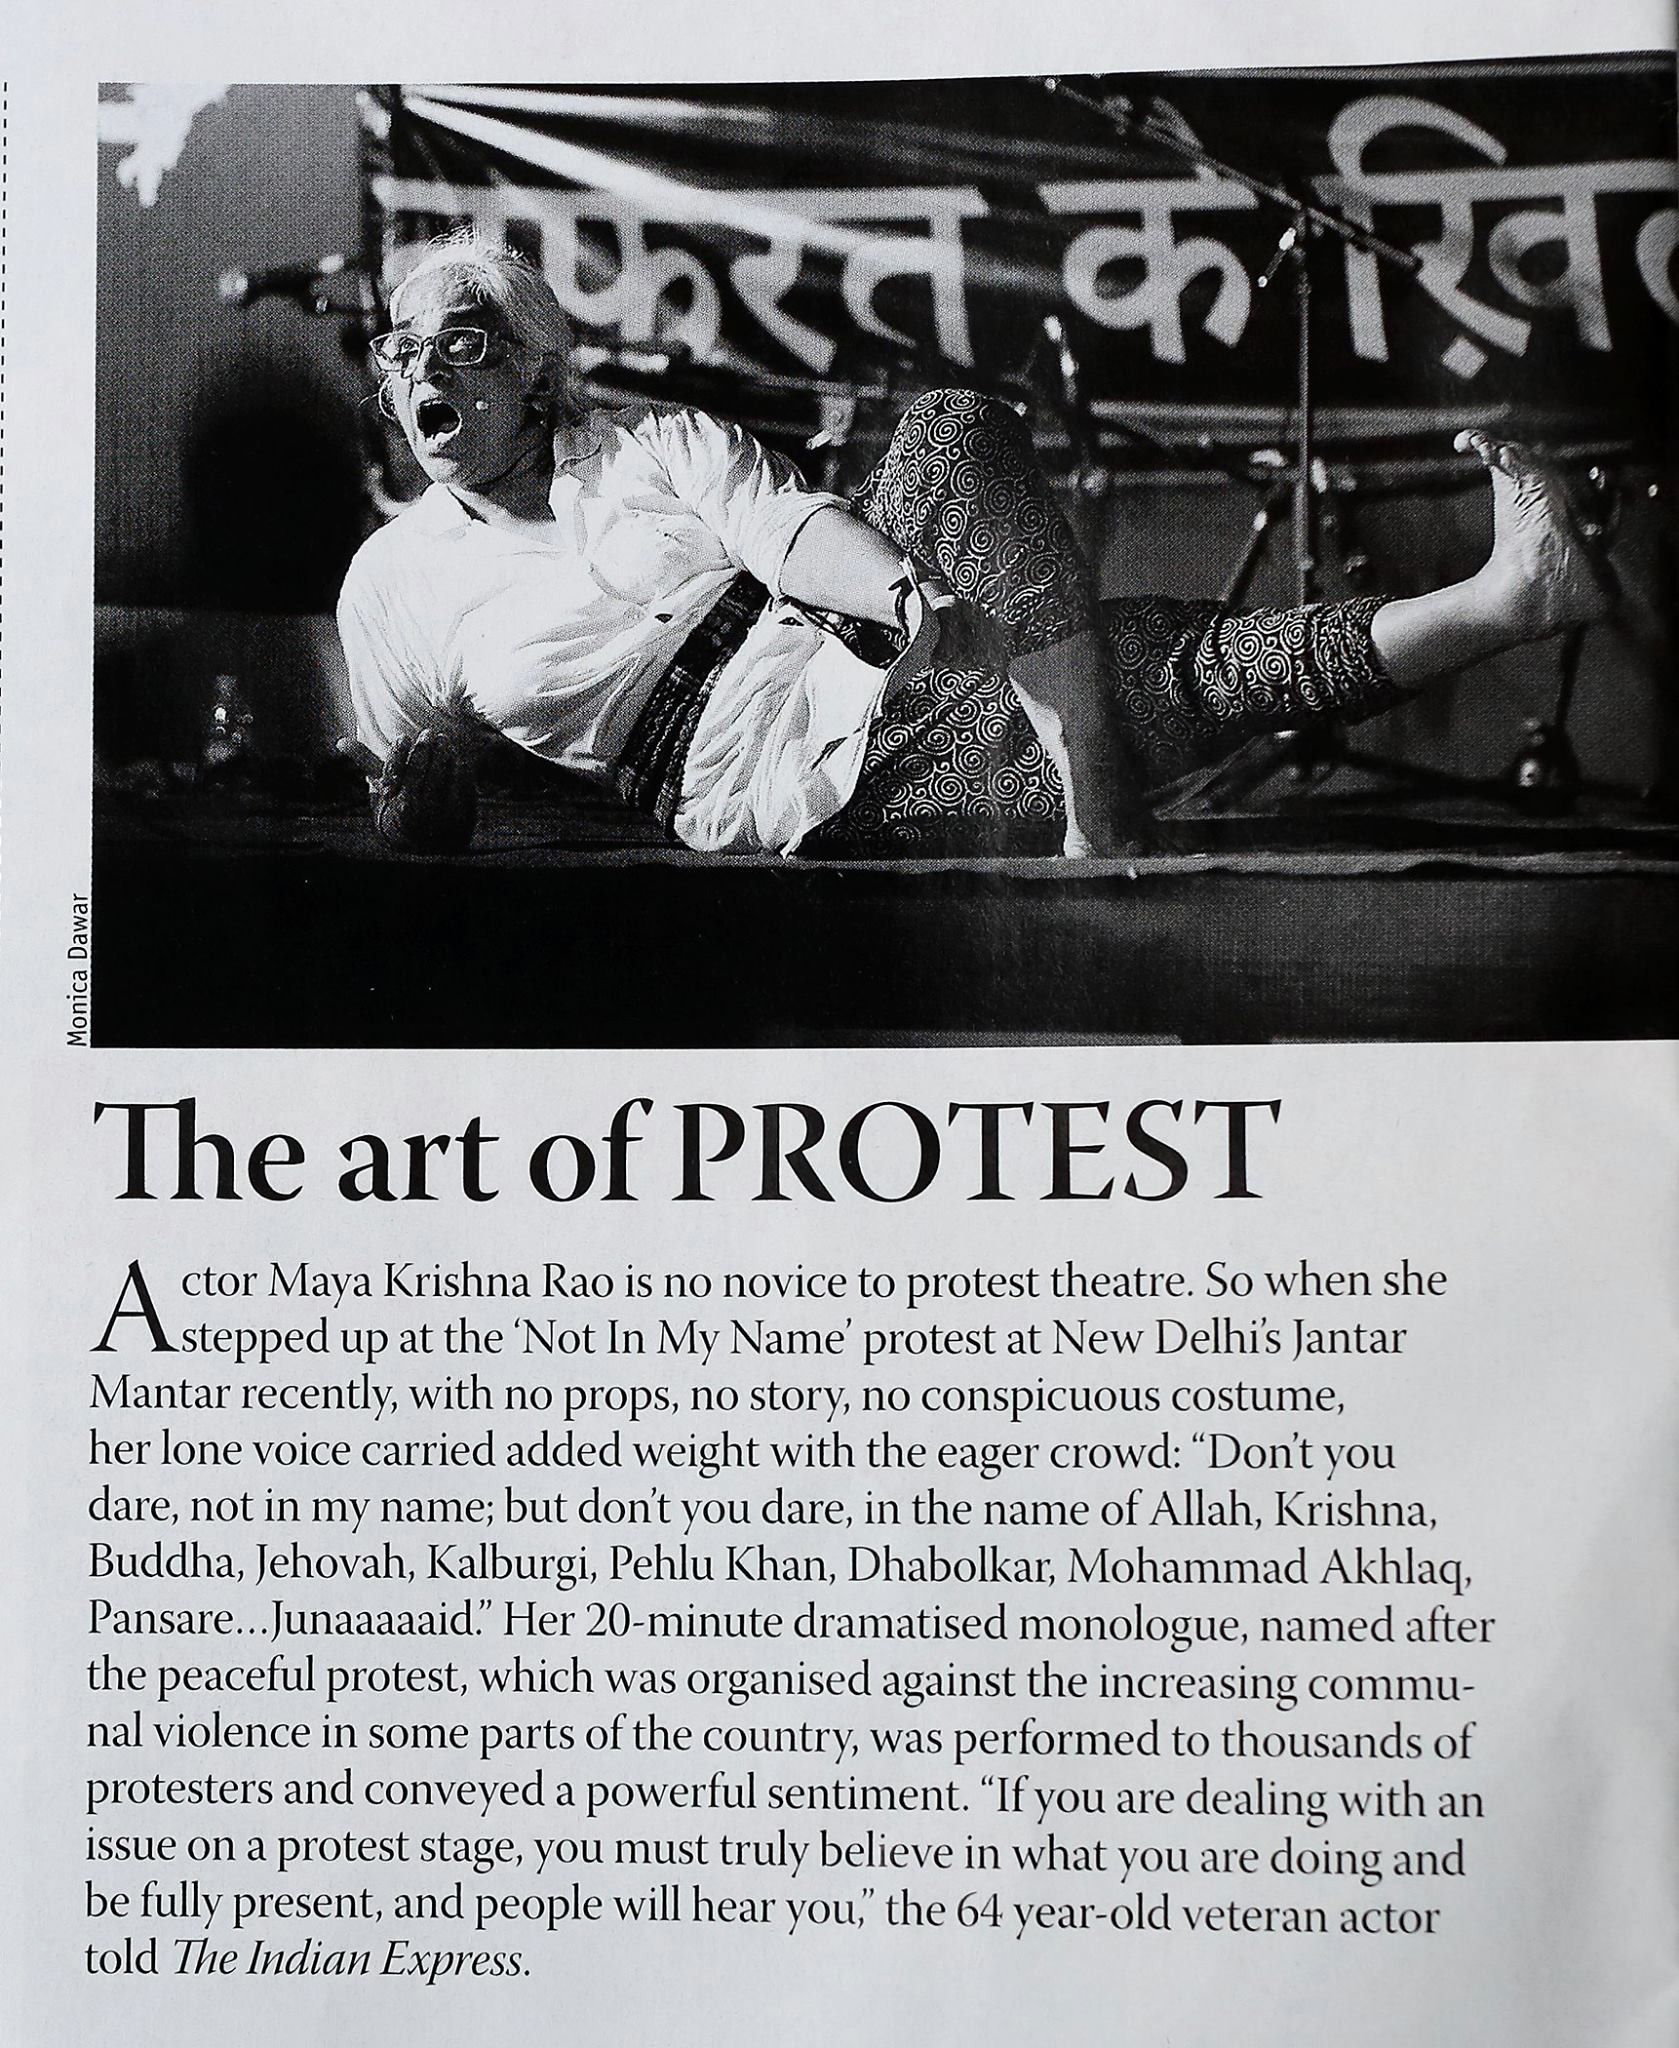 नफरत के ख़िल
Monica Dawar
The art of PROTEST
Actor Maya Krishna Rao is no novice to protest theatre. So when she
stepped up at the ‘Not In My Name’ protest at New Delhi’s Jantar
Mantar recently, with no props, no story, no conspicuous costume,
her lone voice carried added weight with the eager crowd: “Don’t you
dare, not in my name; but don’t you dare, in the name of Allah, Krishna,
Buddha, Jehovah, Kalburgi, Pehlu Khan, Dhabolkar, Mohammad Akhlaq,
Pansare...Junaaaaaaid.” Her 20-minute dramatised monologue, named after
the peaceful protest, which was organised against the increasing commu-
nal violence in some parts of the country, was performed to thousands of
protesters and conveyed a powerful sentiment. “If you are dealing with an
issue on a protest stage, you must truly believe in what you are doing and
be fully present, and people will hear you,” the 64 year-old veteran actor
told The Indian Express.